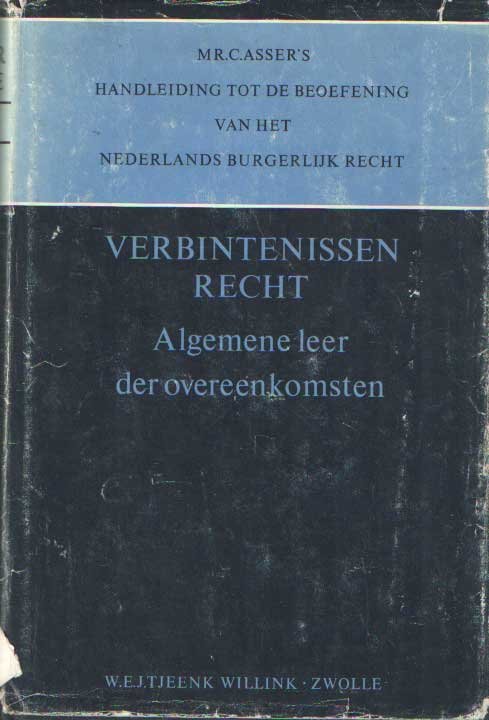 MR.C.ASSER'S
HANDLEIDING TOT DE BEOEFENING
VAN HET
NEDERLANDS BURGERLIJK RECHT
VERBINTENISSEN
RECHT
Algemene leer
der overeenkomsten
W.E.J.TJEENK WILLINK · ZWOLLE